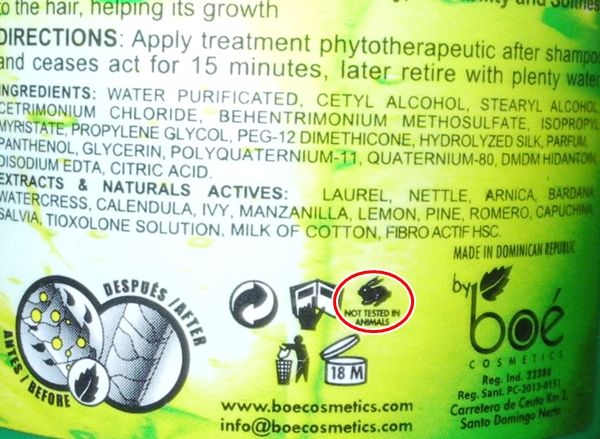 to the hair, helping its growth
DIRECTIONS: Apply treatment phytotherapeutic after shampo
and ceases act for 15 minutes, later retire with plenty water
INGREDIENTS: WATER PURIFICATED, CETYL ALCOHOL, STEARYL ALCOHOL,
CETRIMONIUM CHLORIDE, BEHENTRIMONIUM METHOSULFATE, ISOPROPYL
MYRISTATE, PROPYLENE GLYCOL, PEG-12 DIMETHICONE, HYDROLYZED SILK, PARFUM,
PANTHENOL, GLYCERIN, POLYQUATERNIUM-11, QUATERNIUM-80, DMDM HIDANTOIN,
DISODIUM EDTA, CITRIC ACID.
EXTRACTS & NATURALS ACTIVES: LAUREL, NETTLE, ARNICA, BARDANA,
WATERCRESS, CALENDULA, IVY, MANZANILLA, LEMON, PINE, ROMERO, CAPUCHINA,
SALVIA, TIOXOLONE SOLUTION. MILK OF COTTON, FIBRO ACTIF HSC.
MADE IN DOMINICAN REPUBLIC
ANTES / BEFORE
DESPUÉS / AFTER
NOT TESTED IN
ANIMALS
18 M
by
boé
COSMETICS
Reg. Ind. 22388
Reg. Sant. PC-2013-0151
Carretera de Ceuta Km 2,
Santo Domingo Norte
www.boecosmetics.com
info@boecosmetics.com